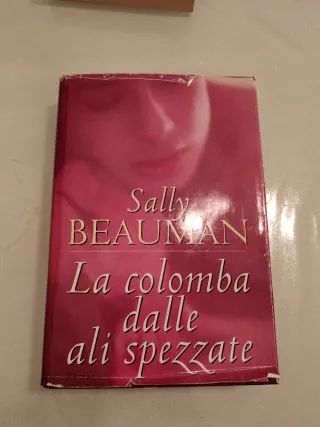 Sally
BEAUMAN
La colomba
dalle
ali spezzate